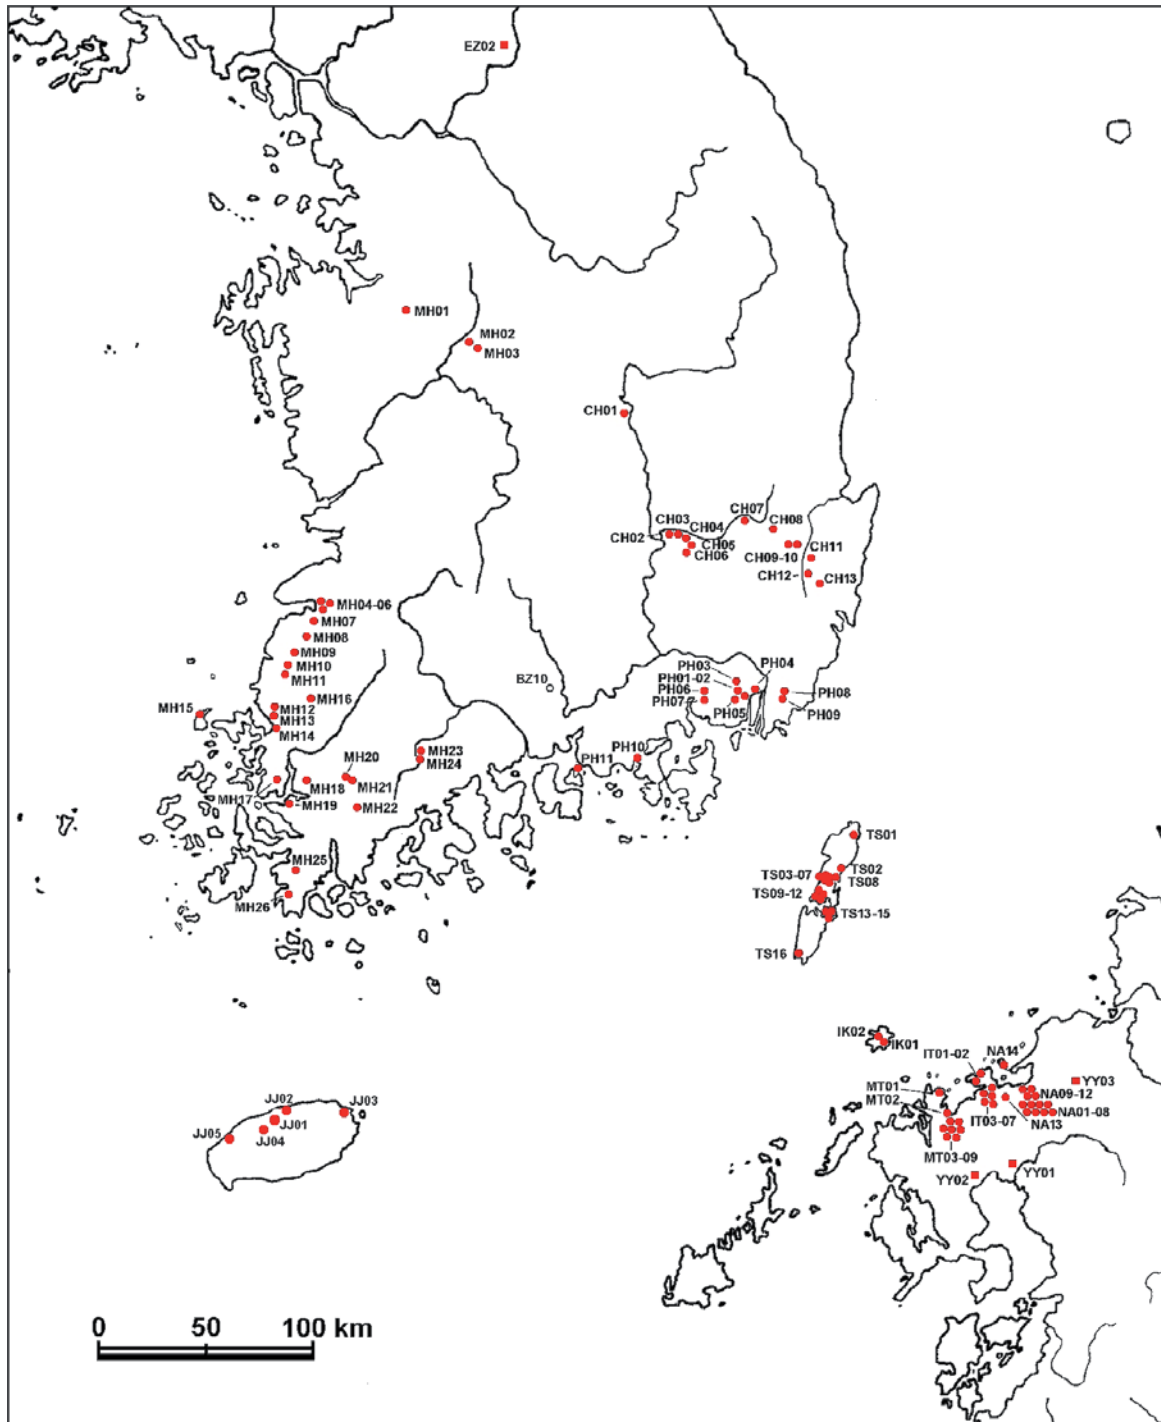 EZ02
MH01
MH02
MH03
CH01
CH07
CH03
CH04
CH08
CH02
CH05
CH06
CH09-10
CH11
CH12
CH13
MH04-06
MH07
MH08
MH09
MH10
MH11
MH16
MH12
MH13
MH14
MH15
BZ10
PH03
PH04
PH01-02
PH06
PH07
PH05
PH08
PH09
MH20
MH23
MH24
PH10
PH11
MH17
MH18
MH21
MH19
MH22
MH25
MH26
TS01
TS02
TS03-07
TS08
TS09-12
TS13-15
TS16
IK02
IK01
IT01-02
NA14
MT01
MT02
YY03
NA09-12
NA01-08
IT03-07
NA13
MT03-09
YY02
YY01
JJ02
JJ03
JJ01
JJ05
JJ04
0 50 100 km